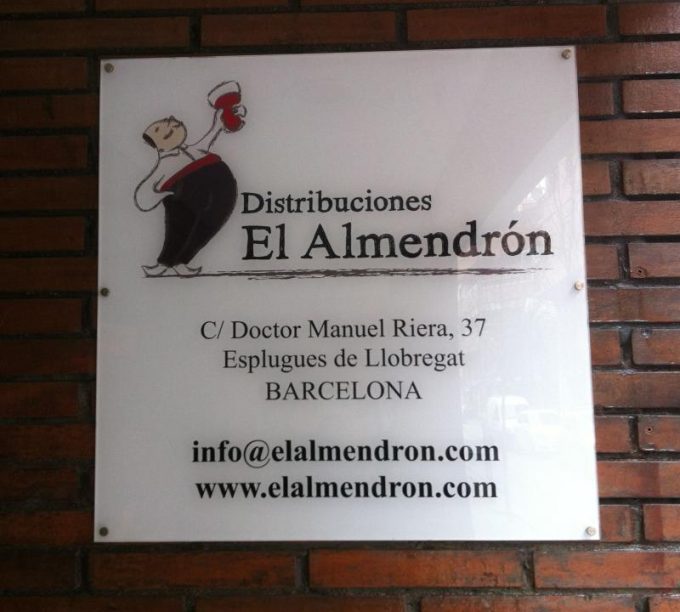 Distribuciones
El Almendrón
C/ Doctor Manuel Riera, 37
Esplugues de Llobregat
BARCELONA
info@elalmendron.com
www.elalmendron.com